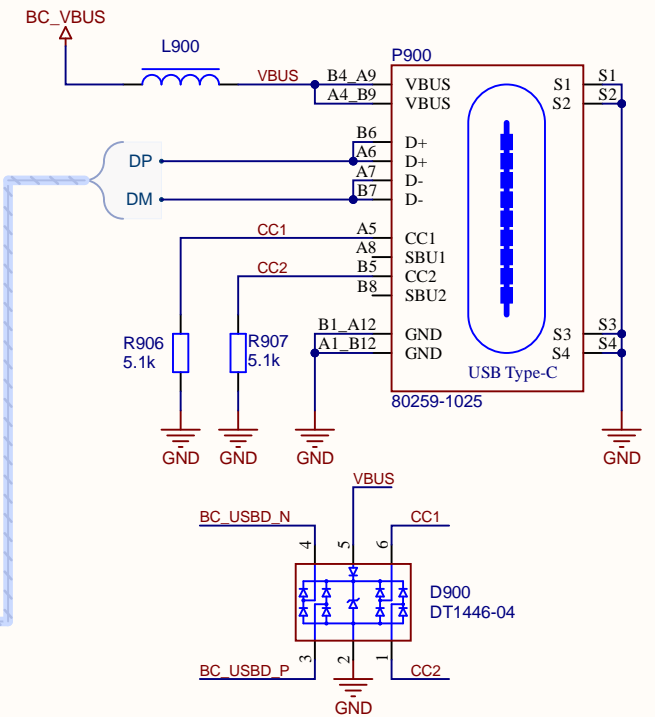 BC_VBUS
L900
P900
VBUS
B4_A9
VBUS
S1
S1
A4_B9
VBUS
S2
S2
B6
D+
DP
A6
D+
A7
D-
DM
B7
D-
CC1
A5
CC1
A8
SBU1
CC2
B5
CC2
B8
SBU2
R906
5.1k
R907
5.1k
B1_A12
GND
S3
S3
A1_B12
GND
S4
S4
USB Type-C
80259-1025
GND
GND
GND
GND
VBUS
BC_USBD_N
CC1
4
5
6
D900
DT1446-04
3
2
1
BC_USBD_P
CC2
GND